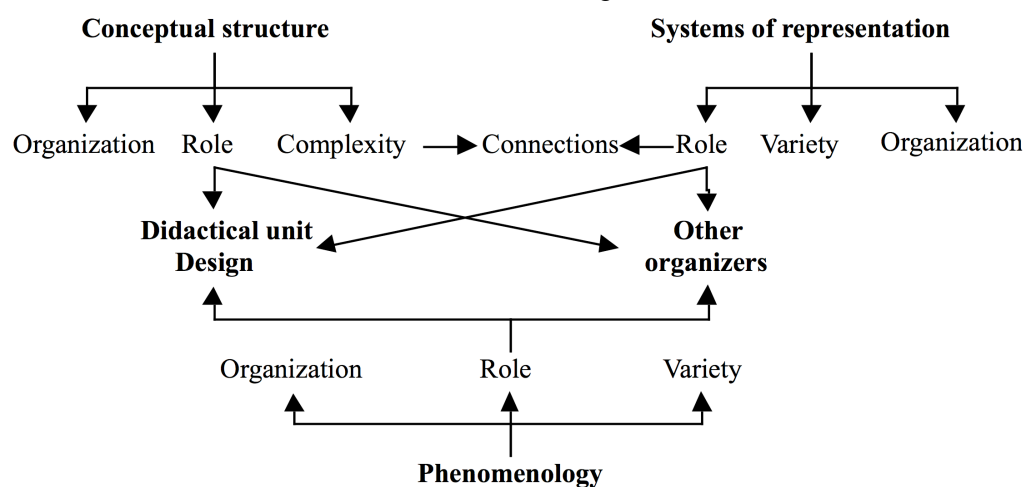 Conceptual structure
Systems of representation
Organization Role Complexity Connections Role Variety Organization
Didactical unit
Design
Other
organizers
Organization Role Variety
Phenomenology